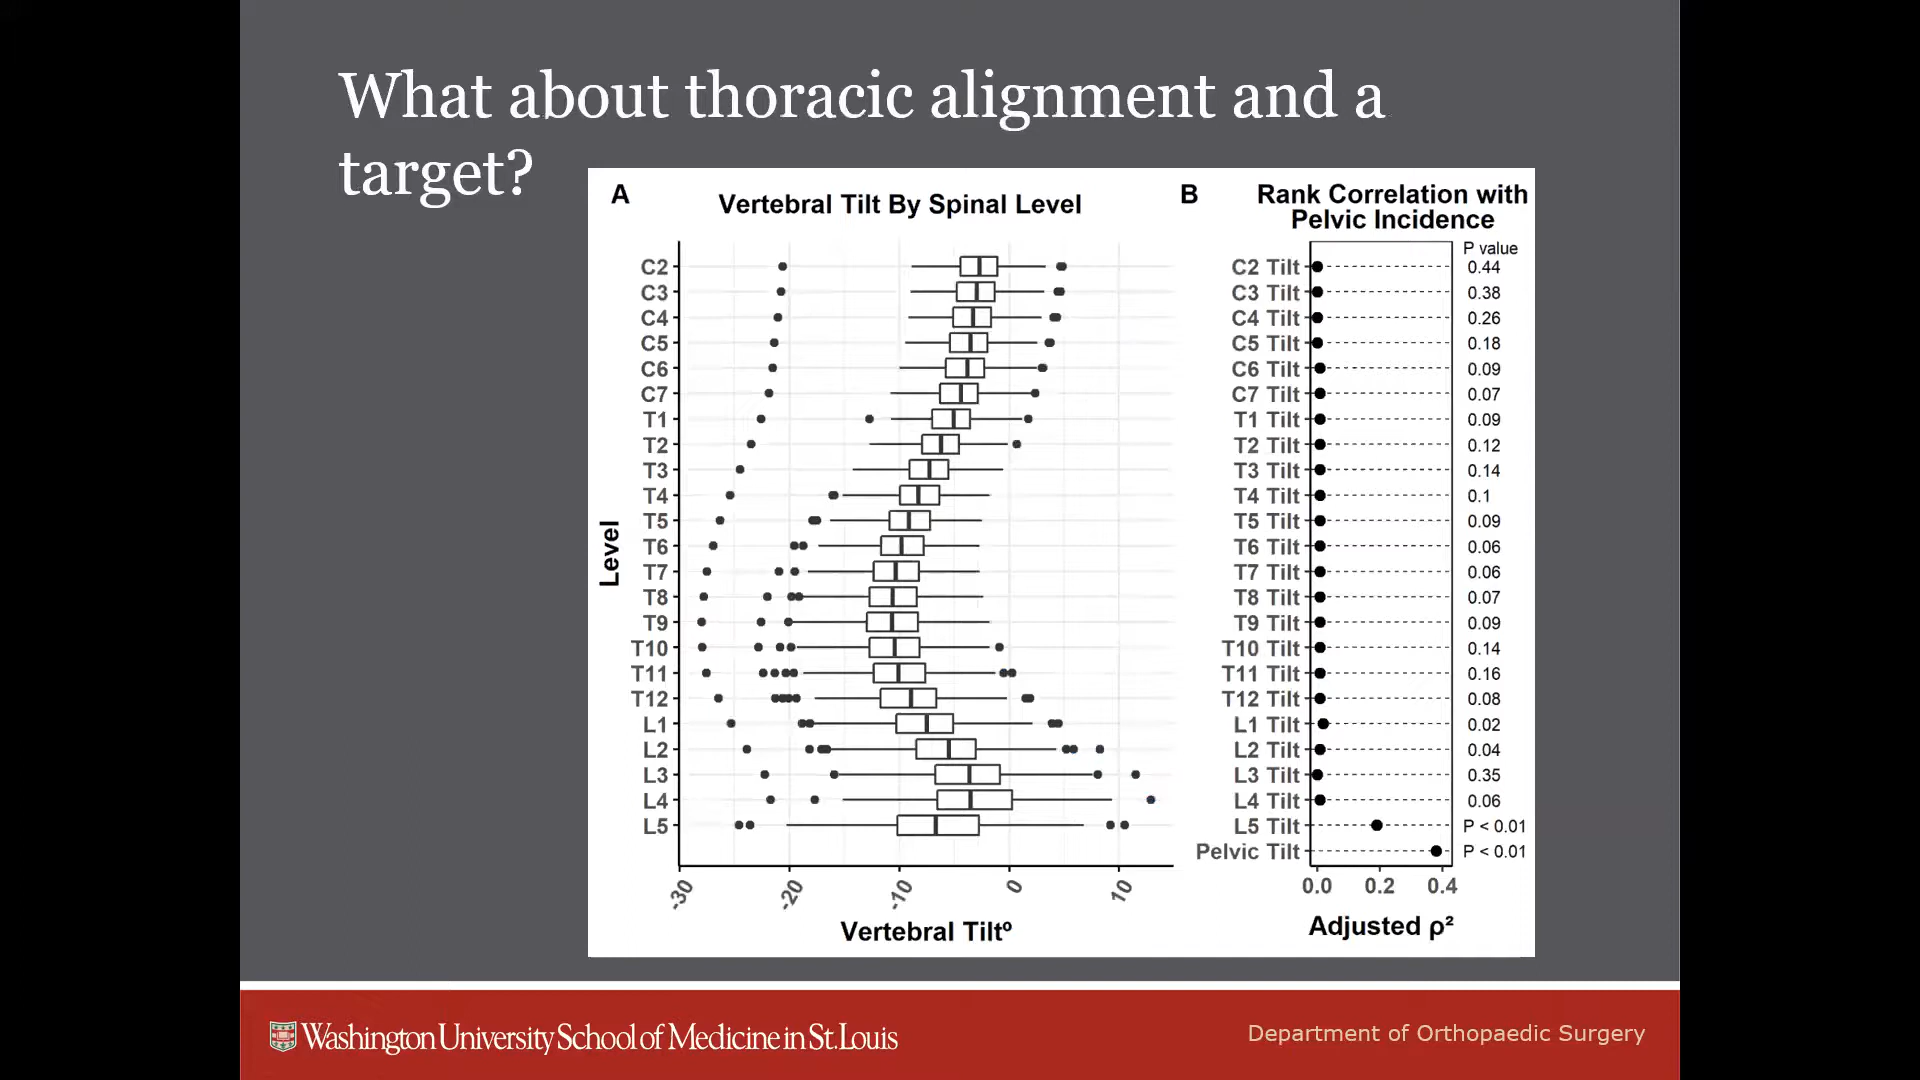 What about thoracic alignment and a
target?
A
Vertebral Tilt By Spinal Level
Level
C2
C3
C4
C5
C6
C7
T1
T2
T3
T4
T5
T6
T7
T8
T9
T10
T11
T12
L1
L2
L3
L4
L5
-30
-20
-10
0
10
Vertebral Tiltº
B
Rank Correlation with
Pelvic Incidence
P value
C2 Tilt 0.44
C3 Tilt 0.38
C4 Tilt 0.26
C5 Tilt 0.18
C6 Tilt 0.09
C7 Tilt 0.07
T1 Tilt 0.09
T2 Tilt 0.12
T3 Tilt 0.14
T4 Tilt 0.1
T5 Tilt 0.09
T6 Tilt 0.06
T7 Tilt 0.06
T8 Tilt 0.07
T9 Tilt 0.09
T10 Tilt 0.14
T11 Tilt 0.16
T12 Tilt 0.08
L1 Tilt 0.02
L2 Tilt 0.04
L3 Tilt 0.35
L4 Tilt 0.06
L5 Tilt P < 0.01
Pelvic Tilt P < 0.01
0.0 0.2 0.4
Adjusted ρ²
Washington University School of Medicine in St. Louis
Department of Orthopaedic Surgery